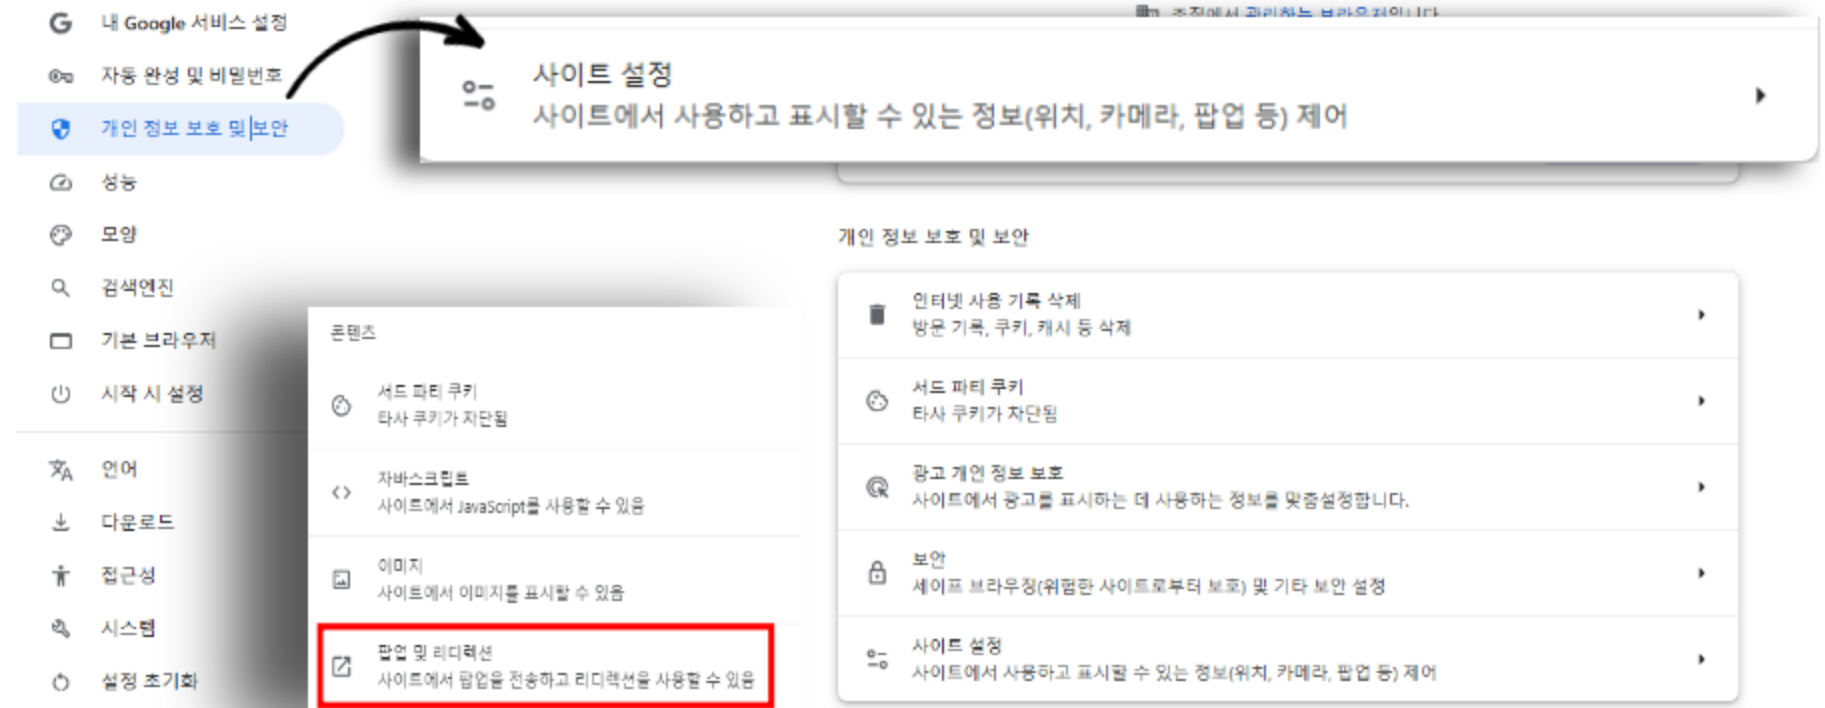 내 Google 서비스 설정
자동 완성 및 비밀번호
개인 정보 보호 및 보안
성능
모양
검색엔진
기본 브라우저
시작 시 설정
언어
다운로드
접근성
시스템
설정 초기화
조직에서 관리하는 브라우저입니다
사이트 설정
사이트에서 사용하고 표시할 수 있는 정보(위치, 카메라, 팝업 등) 제어
콘텐츠
서드 파티 쿠키
타사 쿠키가 차단됨
자바스크립트
사이트에서 JavaScript를 사용할 수 있음
이미지
사이트에서 이미지를 표시할 수 있음
팝업 및 리디렉션
사이트에서 팝업을 전송하고 리디렉션을 사용할 수 있음
개인 정보 보호 및 보안
인터넷 사용 기록 삭제
방문 기록, 쿠키, 캐시 등 삭제
서드 파티 쿠키
타사 쿠키가 차단됨
광고 개인 정보 보호
사이트에서 광고를 표시하는 데 사용하는 정보를 맞춤설정합니다.
보안
세이프 브라우징(위험한 사이트로부터 보호) 및 기타 보안 설정
사이트 설정
사이트에서 사용하고 표시할 수 있는 정보(위치, 카메라, 팝업 등) 제어